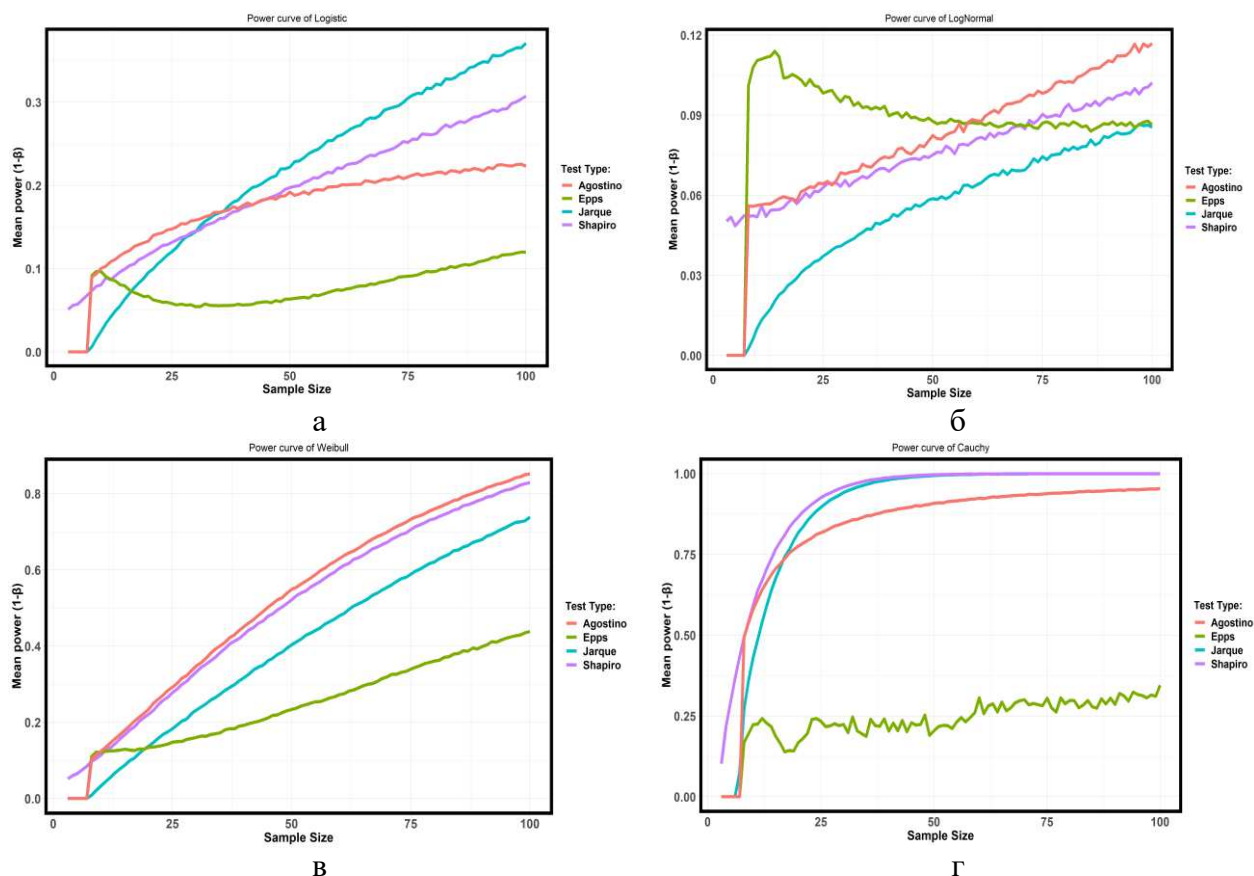 Power curve of Logistic
Mean power (1-β)
0.3
0.2
0.1
0.0
0 25 50 75 100
Sample Size
Test Type:
Agostino
Epps
Jarque
Shapiro
а
Power curve of LogNormal
Mean power (1-β)
0.12
0.09
0.06
0.03
0.00
0 25 50 75 100
Sample Size
Test Type:
Agostino
Epps
Jarque
Shapiro
б
Power curve of Weibull
Mean power (1-β)
0.8
0.6
0.4
0.2
0.0
0 25 50 75 100
Sample Size
Test Type:
Agostino
Epps
Jarque
Shapiro
в
Power curve of Cauchy
Mean power (1-β)
1.00
0.75
0.50
0.25
0.00
0 25 50 75 100
Sample Size
Test Type:
Agostino
Epps
Jarque
Shapiro
г